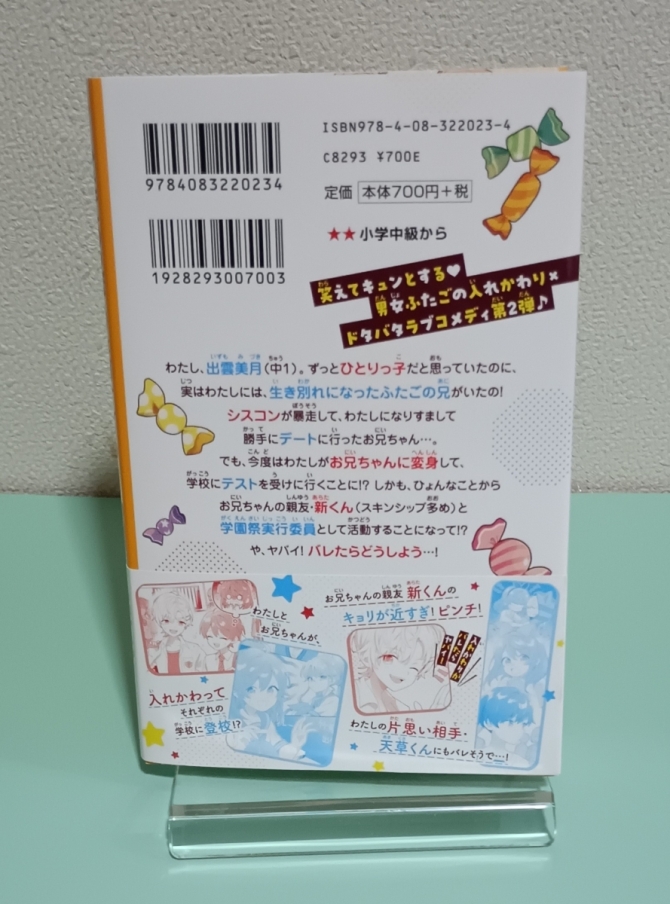 ISBN978-4-08-322023-4
C8293 ¥700E
9784083220234
定価 本体700円+税
1928293007003
★★小学中級から
笑えてキュンとする♥
男女ふたごの入れかわり×
ドタバタラブコメディ第2弾♪
わたし、出雲美月(中1)。ずっとひとりっ子だと思っていたのに、
実はわたしには、生き別れになったふたごの兄がいたの!
シスコンが暴走して、わたしになりすまして
勝手にデートに行ったお兄ちゃん…。
でも、今度はわたしがお兄ちゃんに変身して、
学校にテストを受けに行くことに!? しかも、ひょんなことから
お兄ちゃんの親友・新くん(スキンシップ多め)と
学園祭実行委員として活動することになって!?
や、ヤバイ! バレたらどうしよう…!
わたしと
お兄ちゃんが、
入れかわって
それぞれの
学校に登校!?
お兄ちゃんの親友 新くんの
キョリが近すぎ! ピンチ!
入れかわりが
バレたら
ヤバイー!
わたしの片思い相手・
天草くんにもバレそうで…!